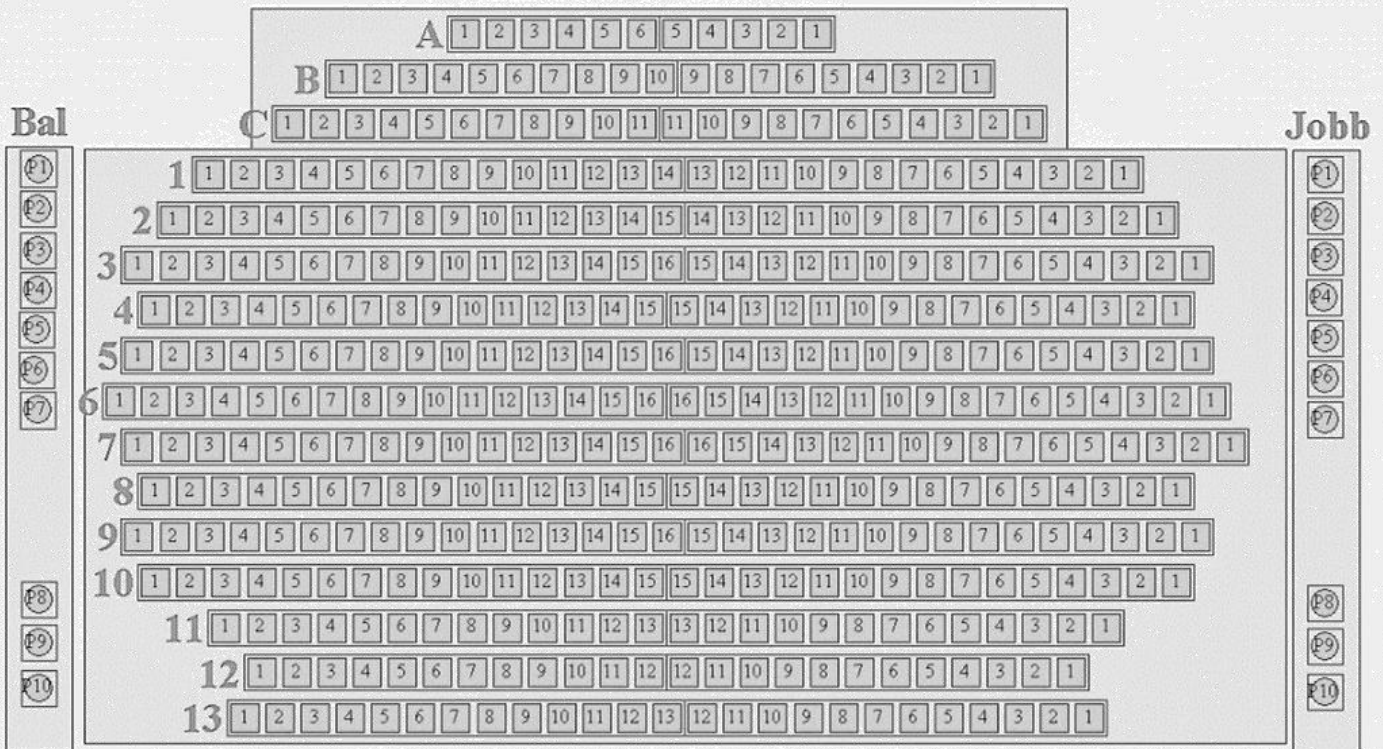 A 1 2 3 4 5 6 5 4 3 2 1
B 1 2 3 4 5 6 7 8 9 10 9 8 7 6 5 4 3 2 1
C 1 2 3 4 5 6 7 8 9 10 11 11 10 9 8 7 6 5 4 3 2 1
Bal
Jobb
P1 1 1 2 3 4 5 6 7 8 9 10 11 12 13 14 13 12 11 10 9 8 7 6 5 4 3 2 1 P1
P2 2 1 2 3 4 5 6 7 8 9 10 11 12 13 14 15 14 13 12 11 10 9 8 7 6 5 4 3 2 1 P2
P3 3 1 2 3 4 5 6 7 8 9 10 11 12 13 14 15 16 15 14 13 12 11 10 9 8 7 6 5 4 3 2 1 P3
P4 4 1 2 3 4 5 6 7 8 9 10 11 12 13 14 15 15 14 13 12 11 10 9 8 7 6 5 4 3 2 1 P4
P5 5 1 2 3 4 5 6 7 8 9 10 11 12 13 14 15 16 15 14 13 12 11 10 9 8 7 6 5 4 3 2 1 P5
P6 6 1 2 3 4 5 6 7 8 9 10 11 12 13 14 15 16 16 15 14 13 12 11 10 9 8 7 6 5 4 3 2 1 P6
P7 7 1 2 3 4 5 6 7 8 9 10 11 12 13 14 15 16 16 15 14 13 12 11 10 9 8 7 6 5 4 3 2 1 P7
8 1 2 3 4 5 6 7 8 9 10 11 12 13 14 15 15 14 13 12 11 10 9 8 7 6 5 4 3 2 1
9 1 2 3 4 5 6 7 8 9 10 11 12 13 14 15 16 15 14 13 12 11 10 9 8 7 6 5 4 3 2 1
P8 10 1 2 3 4 5 6 7 8 9 10 11 12 13 14 15 15 14 13 12 11 10 9 8 7 6 5 4 3 2 1 P8
P9 11 1 2 3 4 5 6 7 8 9 10 11 12 13 13 12 11 10 9 8 7 6 5 4 3 2 1 P9
P10 12 1 2 3 4 5 6 7 8 9 10 11 12 12 11 10 9 8 7 6 5 4 3 2 1 P10
13 1 2 3 4 5 6 7 8 9 10 11 12 13 12 11 10 9 8 7 6 5 4 3 2 1